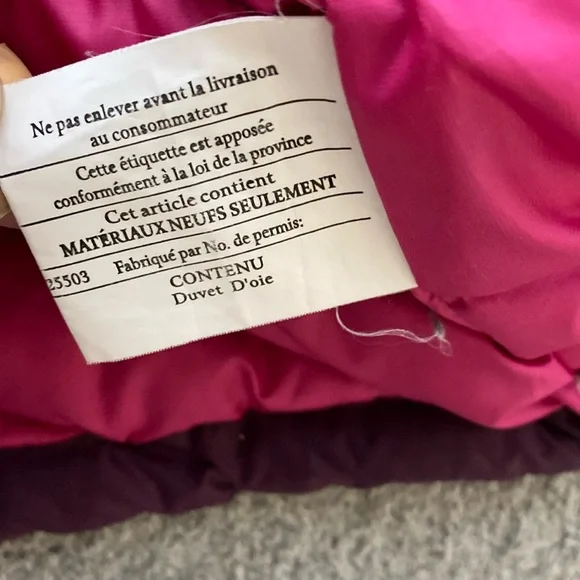 Ne pas enlever avant la livraison
au consommateur
Cette étiquette est apposée
conformément à la loi de la province
Cet article contient
MATÉRIAUX NEUFS SEULEMENT
Fabriqué par No. de permis:
25503
CONTENU
Duvet D'oie